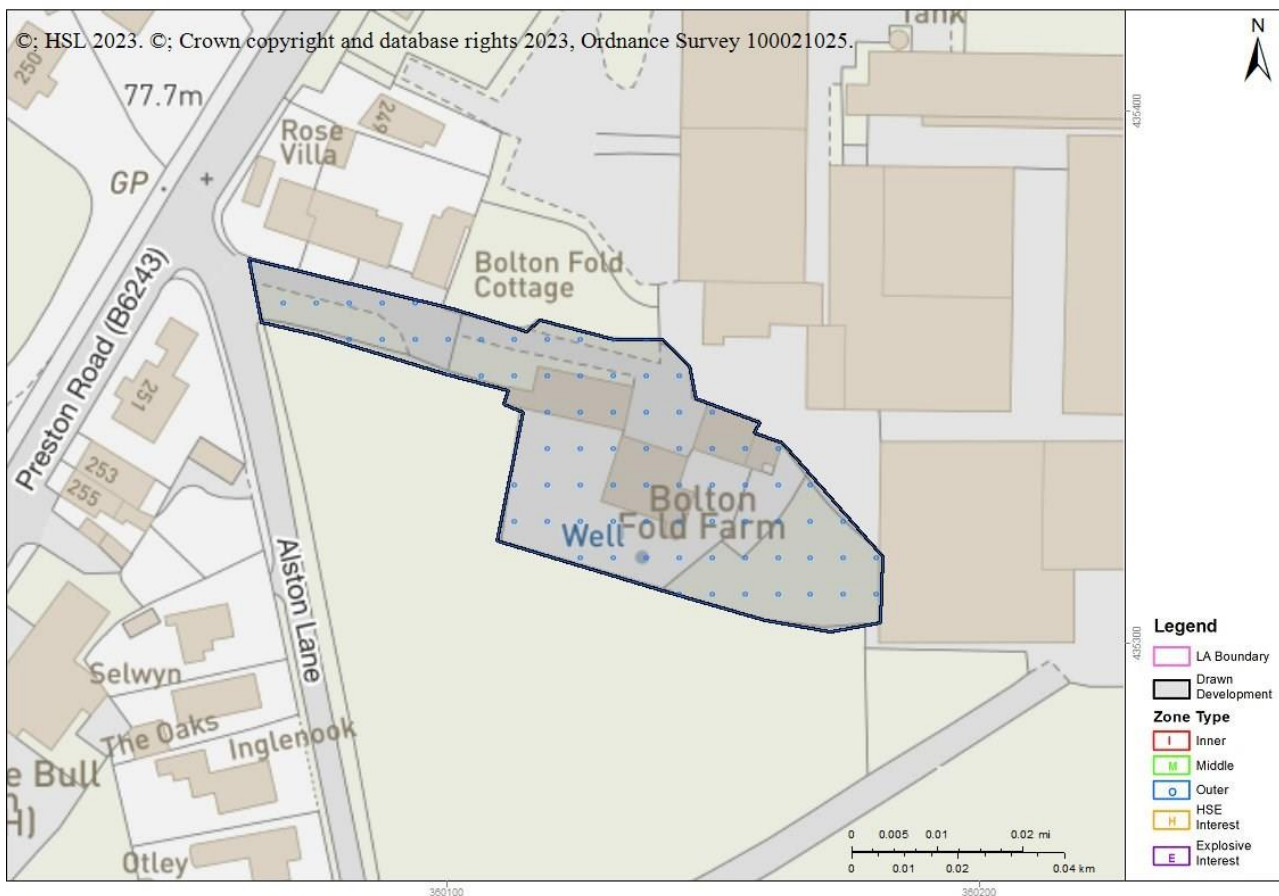 ©; HSL 2023. ©; Crown copyright and database rights 2023, Ordnance Survey 100021025.
Tank
N
250
77.7m
249
Rose
Villa
GP
435400
Bolton Fold
Cottage
Preston Road (B6243)
251
253
255
Bolton
Fold Farm
Well
Alston Lane
435300
Selwyn
The Oaks
Inglenook
e Bull
Otley
Legend
LA Boundary
Drawn
Development
Zone Type
I Inner
M Middle
O Outer
H HSE
Interest
E Explosive
Interest
0 0.005 0.01 0.02 mi
0 0.01 0.02 0.04 km
360100
360200